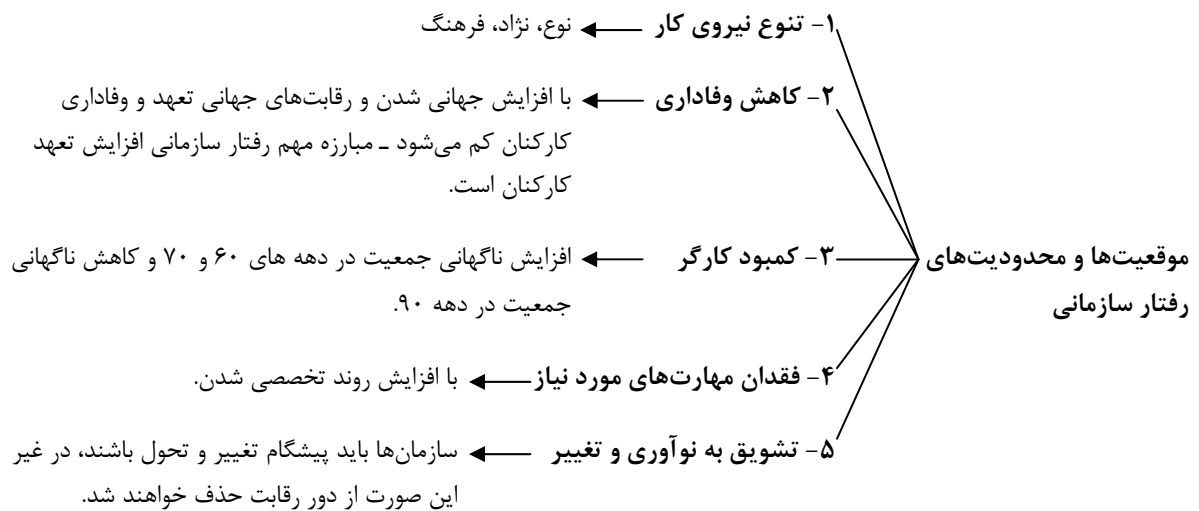 موقعیت‌ها و محدودیت‌های
رفتار سازمانی
۱- تنوع نیروی کار
نوع، نژاد، فرهنگ
۲- کاهش وفاداری
با افزایش جهانی شدن و رقابت‌های جهانی تعهد و وفاداری
کارکنان کم می‌شود ـ مبارزه مهم رفتار سازمانی افزایش تعهد
کارکنان است.
۳- کمبود کارگر
افزایش ناگهانی جمعیت در دهه های ۶۰ و ۷۰ و کاهش ناگهانی
جمعیت در دهه ۹۰.
۴- فقدان مهارت‌های مورد نیاز
با افزایش روند تخصصی شدن.
۵- تشویق به نوآوری و تغییر
سازمان‌ها باید پیشگام تغییر و تحول باشند، در غیر
این صورت از دور رقابت حذف خواهند شد.